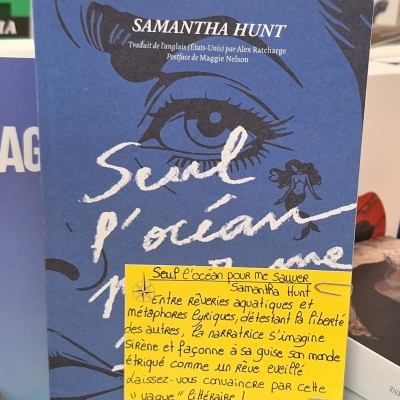 SAMANTHA HUNT
Traduit de l'anglais (États-Unis) par Alex Ratcharge
Postface de Maggie Nelson
AG
Seul
l'océan
Seul l'océan pour me sauver
Samantha Hunt
Entre rêveries aquatiques et
métaphores lyriques, détestant la liberté
des autres, la narratrice s'imagine
sirène et façonne à sa guise son monde
étriqué comme un rêve éveillé
Laissez-vous convaincre par cette
"vague" littéraire !